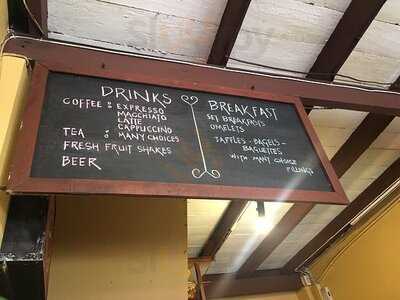 DRINKS
COFFEE : EXPRESSO
MACCHIATO
LATTE
CAPPUCCINO
TEA : MANY CHOICES
FRESH FRUIT SHAKES
BEER
BREAKFAST
SET BREAKFASTS
OMELETS
JAFFLES - BAGELS -
BAGUETTES
WITH MANY CHOICE
FILLINGS